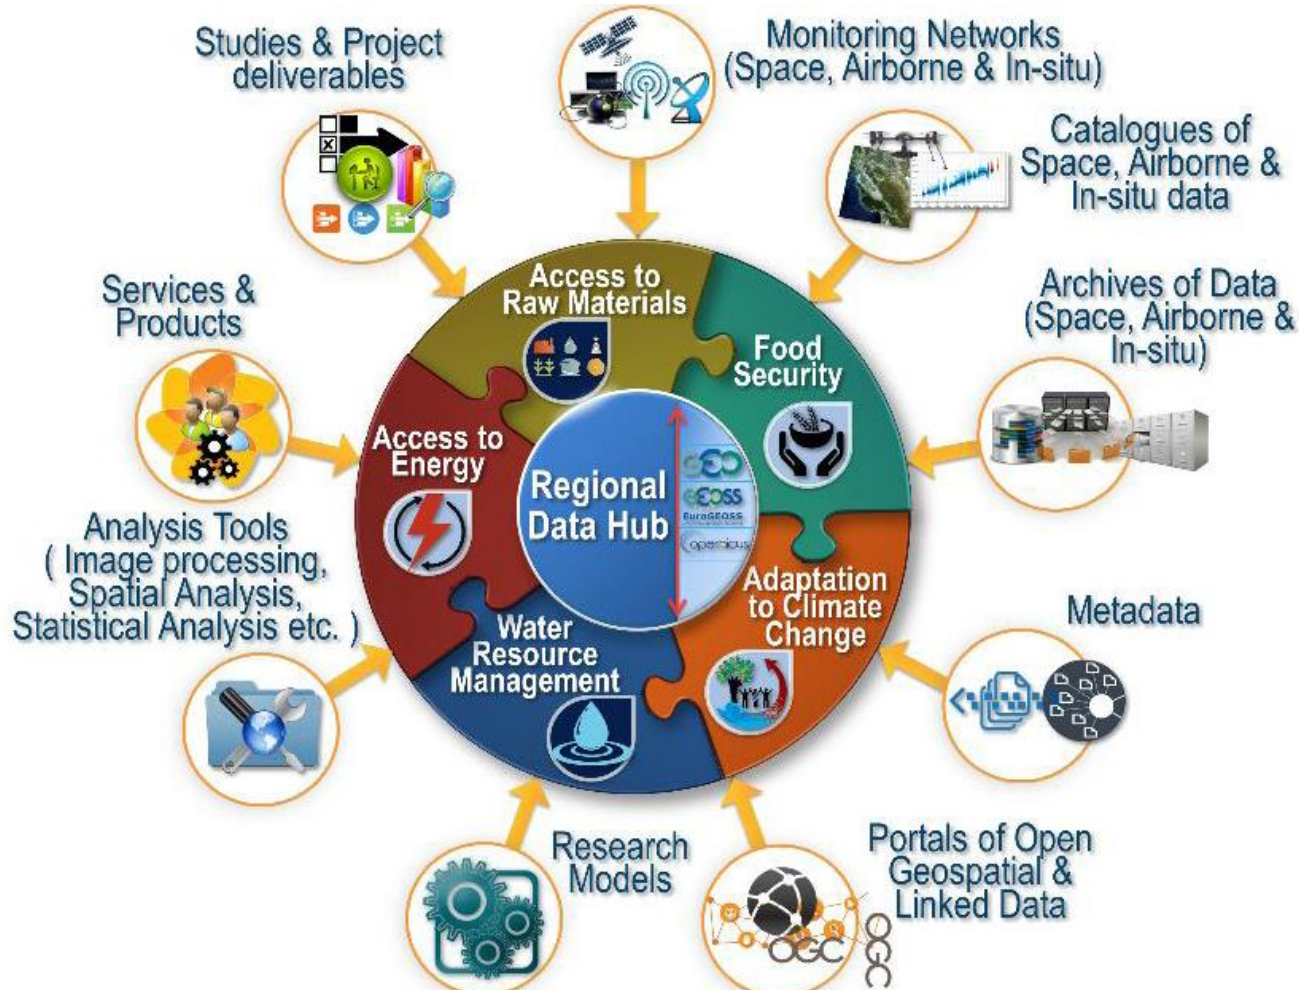 Studies & Project
deliverables
Monitoring Networks
(Space, Airborne & In-situ)
Catalogues of
Space, Airborne &
In-situ data
Archives of Data
(Space, Airborne &
In-situ)
Metadata
Portals of Open
Geospatial &
Linked Data
OGC
OGC
Research
Models
Analysis Tools
( Image processing,
Spatial Analysis,
Statistical Analysis etc. )
Services &
Products
Access to
Raw Materials
Food
Security
Adaptation
to Climate
Change
Water
Resource
Management
Access to
Energy
Regional
Data Hub
GEO
GEOSS
EuroGEOSS
Copernicus